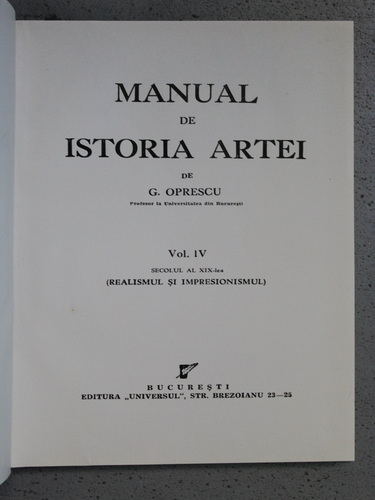 MANUAL
DE
ISTORIA ARTEI
DE
G. OPRESCU
Profesor la Universitatea din Bucureşti
Vol. IV
SECOLUL AL XIX-lea
(REALISMUL ŞI IMPRESIONISMUL)
BUCUREŞTI
EDITURA „UNIVERSUL", STR. BREZOIANU 23—25